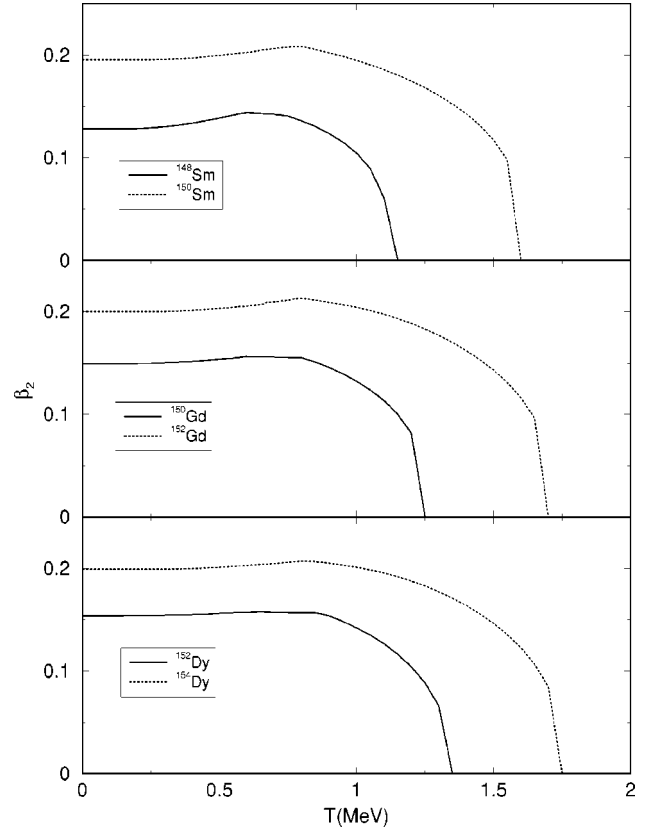 0.2
0.1
0
¹⁴⁸Sm
¹⁵⁰Sm
0.2
0.1
0
¹⁵⁰Gd
¹⁵²Gd
β₂
0.2
0.1
0
¹⁵²Dy
¹⁵⁴Dy
0 0.5 1 1.5 2
T(MeV)